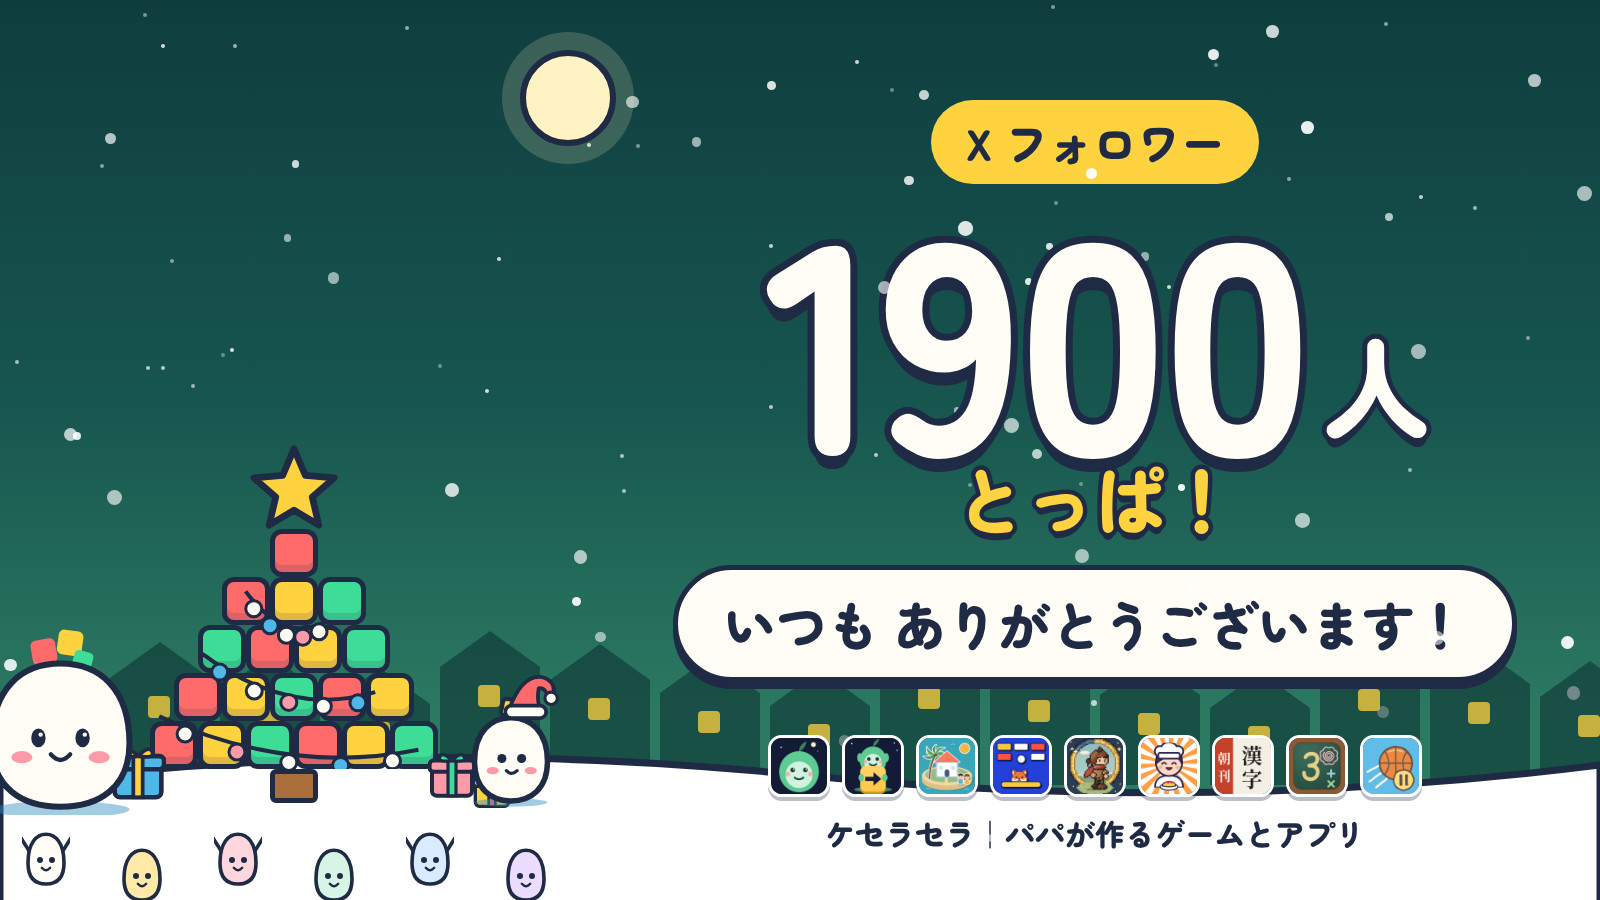 X フォロワー
1900人
とっぱ！
いつも ありがとうございます！
朝刊
漢字
3
+
×
ケセラセラ｜パパが作るゲームとアプリ